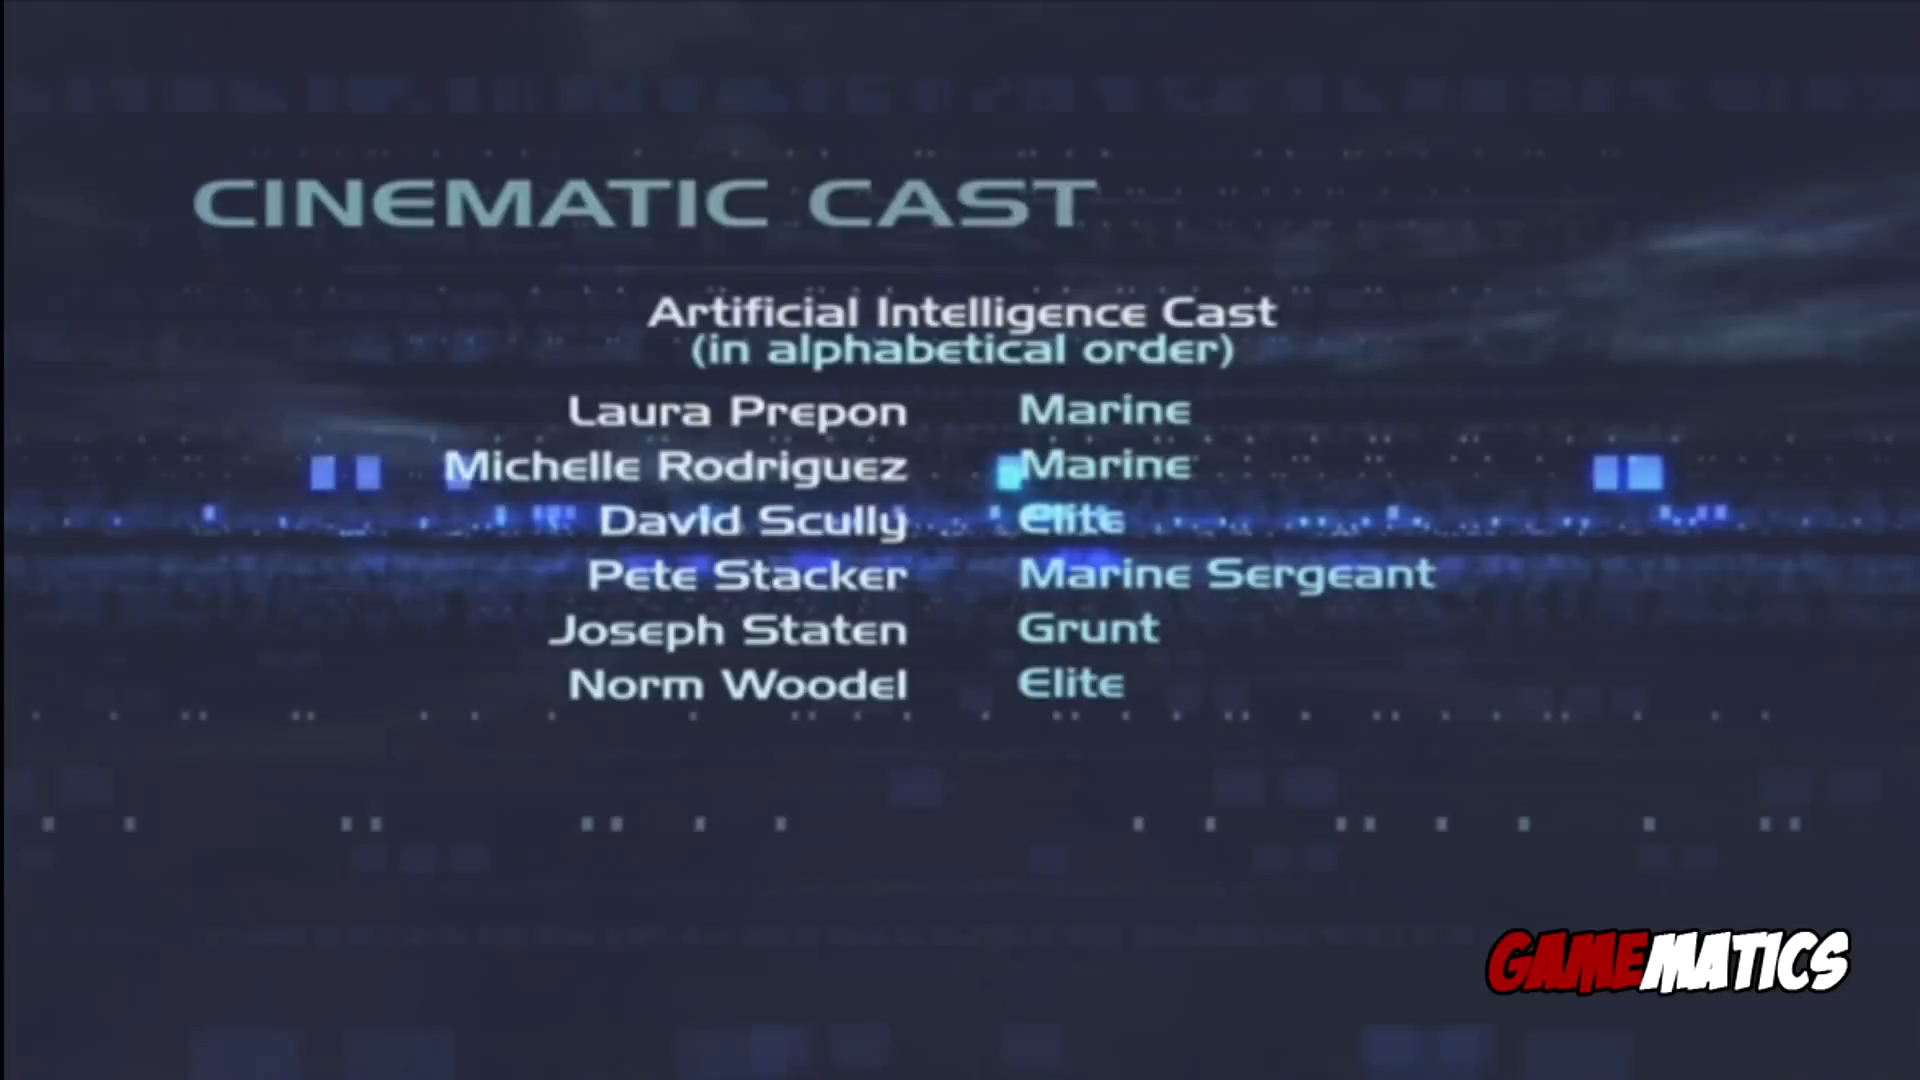 CINEMATIC CAST
Artificial Intelligence Cast
(in alphabetical order)
Laura Prepon Marine
Michelle Rodriguez Marine
David Scully Elite
Pete Stacker Marine Sergeant
Joseph Staten Grunt
Norm Woodel Elite
GAMEMATICS